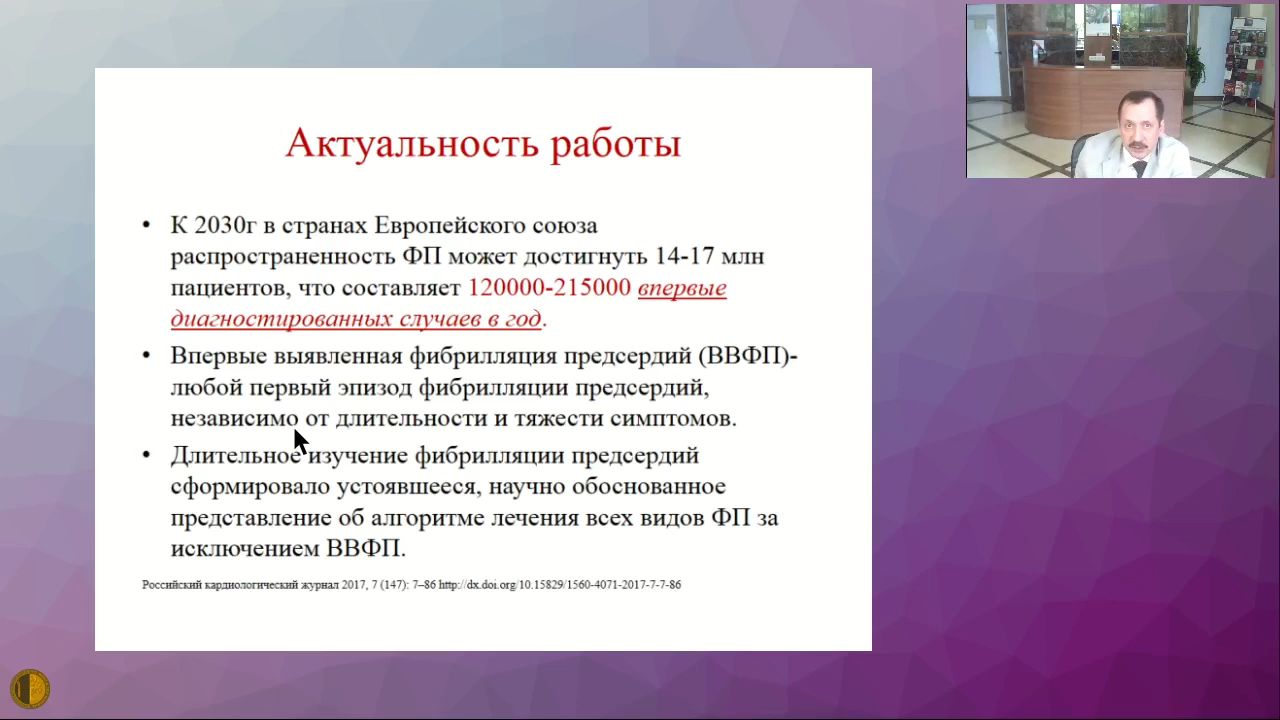 Актуальность работы
• К 2030г в странах Европейского союза
распространенность ФП может достигнуть 14-17 млн
пациентов, что составляет 120000-215000 впервые
диагностированных случаев в год.
• Впервые выявленная фибрилляция предсердий (ВВФП)-
любой первый эпизод фибрилляции предсердий,
независимо от длительности и тяжести симптомов.
• Длительное изучение фибрилляции предсердий
сформировало устоявшееся, научно обоснованное
представление об алгоритме лечения всех видов ФП за
исключением ВВФП.
Российский кардиологический журнал 2017, 7 (147): 7–86 http://dx.doi.org/10.15829/1560-4071-2017-7-7-86